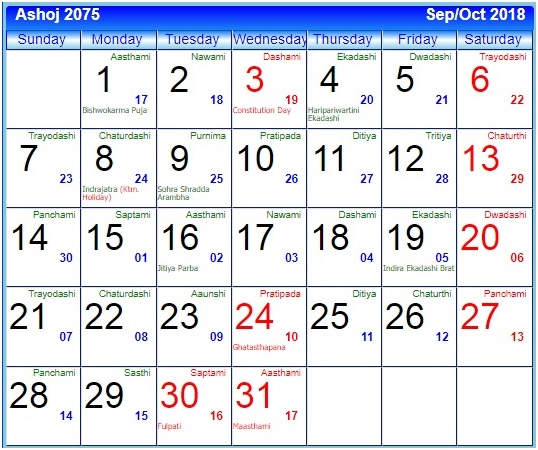 Ashoj 2075 Sep/Oct 2018
Sunday Monday Tuesday Wednesday Thursday Friday Saturday
Aasthami Nawami Dashami Ekadashi Dwadashi Trayodashi
1 2 3 4 5 6
17 18 19 20 21 22
Bishwokarma Puja Constitution Day Haripariwartini
Ekadashi
Trayodashi Chaturdashi Purnima Pratipada Ditiya Tritiya Chaturthi
7 8 9 10 11 12 13
23 24 25 26 27 28 29
Indrajatra (Ktm. Sohra Shradda
Holiday) Arambha
Panchami Saptami Aasthami Nawami Dashami Ekadashi Dwadashi
14 15 16 17 18 19 20
30 01 02 03 04 05 06
Jitiya Parba Indira Ekadashi Brat
Trayodashi Chaturdashi Aaunshi Pratipada Ditiya Chaturthi Panchami
21 22 23 24 25 26 27
07 08 09 10 11 12 13
Ghatasthapana
Panchami Sasthi Saptami Aasthami
28 29 30 31
14 15 16 17
Fulpati Maasthami